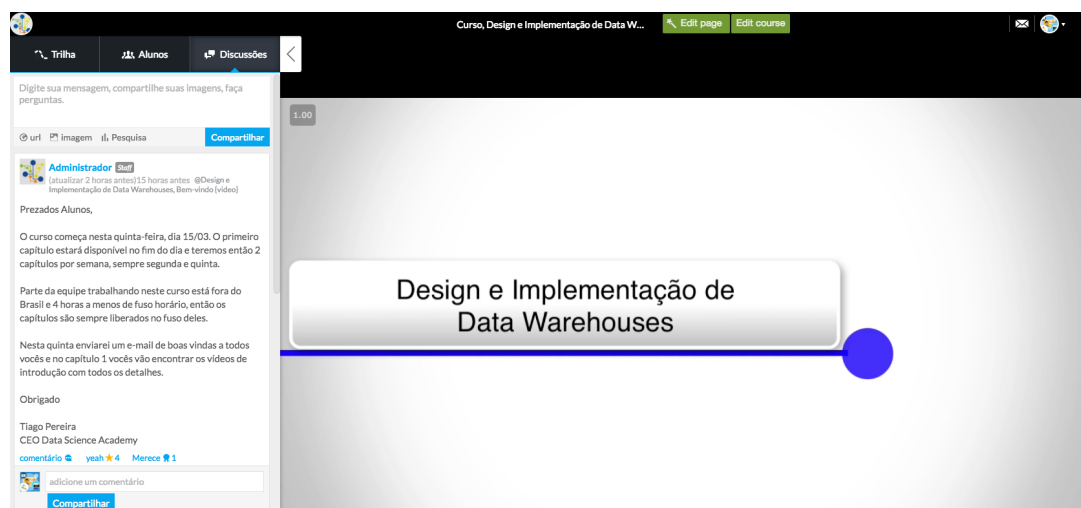 Curso, Design e Implementação de Data W...
Edit page
Edit course
Trilha
Alunos
Discussões
Digite sua mensagem, compartilhe suas imagens, faça
perguntas.
url
imagem
Pesquisa
Compartilhar
Administrador Staff
(atualizar 2 horas antes)15 horas antes @Design e
Implementação de Data Warehouses, Bem-vindo {video}
Prezados Alunos,
O curso começa nesta quinta-feira, dia 15/03. O primeiro
capítulo estará disponível no fim do dia e teremos então 2
capítulos por semana, sempre segunda e quinta.
Parte da equipe trabalhando neste curso está fora do
Brasil e 4 horas a menos de fuso horário, então os
capítulos são sempre liberados no fuso deles.
Nesta quinta enviarei um e-mail de boas vindas a todos
vocês e no capítulo 1 vocês vão encontrar os vídeos de
introdução com todos os detalhes.
Obrigado
Tiago Pereira
CEO Data Science Academy
comentário yeah 4 Merece 1
adicione um comentário
Compartilhar
1.00
Design e Implementação de
Data Warehouses